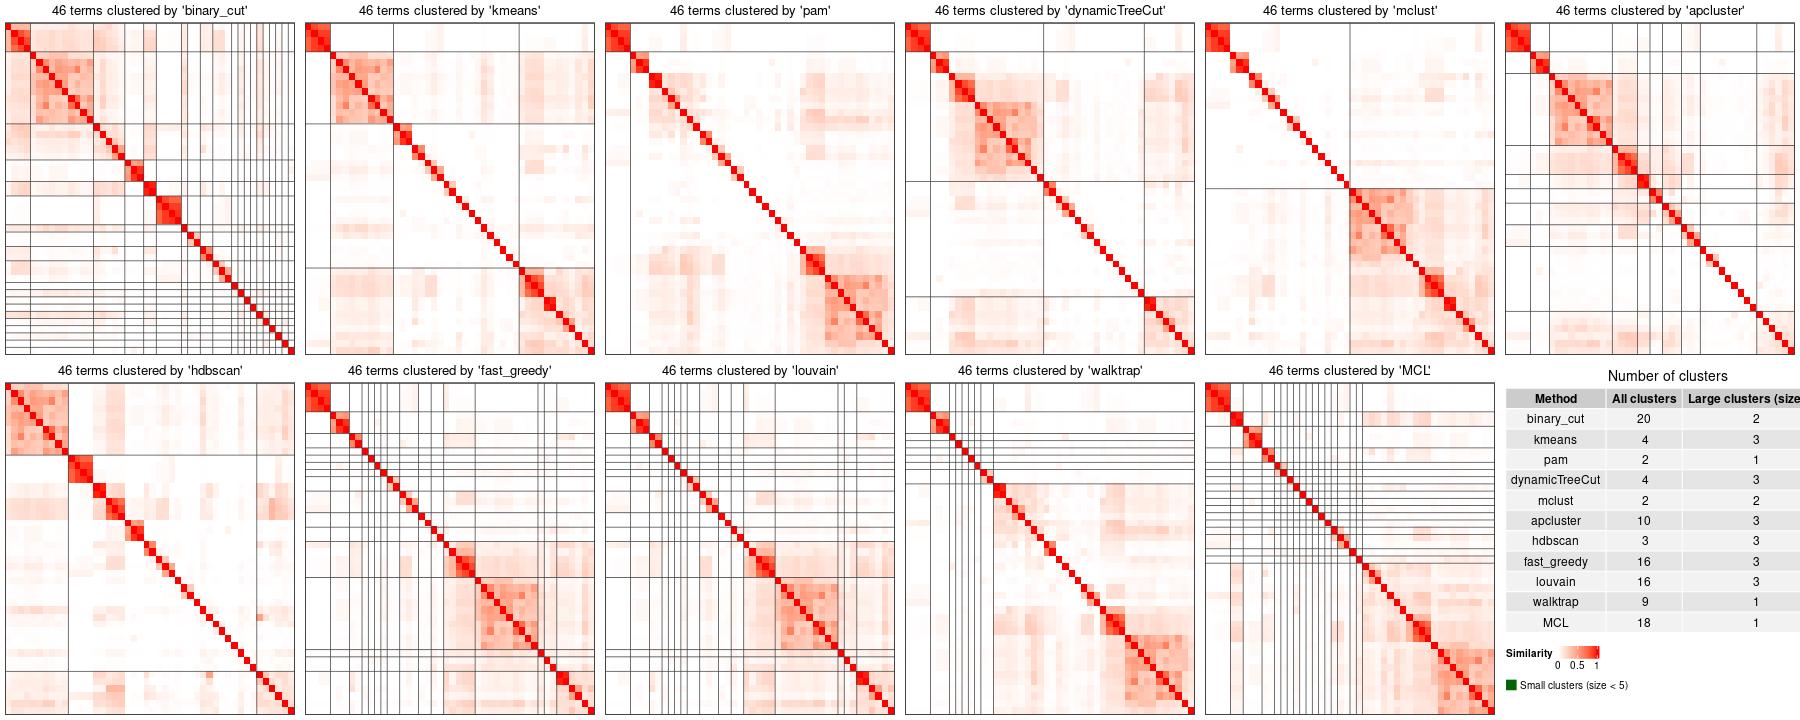 46 terms clustered by 'binary_cut'
46 terms clustered by 'kmeans'
46 terms clustered by 'pam'
46 terms clustered by 'dynamicTreeCut'
46 terms clustered by 'mclust'
46 terms clustered by 'apcluster'
46 terms clustered by 'hdbscan'
46 terms clustered by 'fast_greedy'
46 terms clustered by 'louvain'
46 terms clustered by 'walktrap'
46 terms clustered by 'MCL'
Number of clusters
Method All clusters Large clusters (size
binary_cut 20 2
kmeans 4 3
pam 2 1
dynamicTreeCut 4 3
mclust 2 2
apcluster 10 3
hdbscan 3 3
fast_greedy 16 3
louvain 16 3
walktrap 9 1
MCL 18 1
Similarity
0 0.5 1
Small clusters (size < 5)